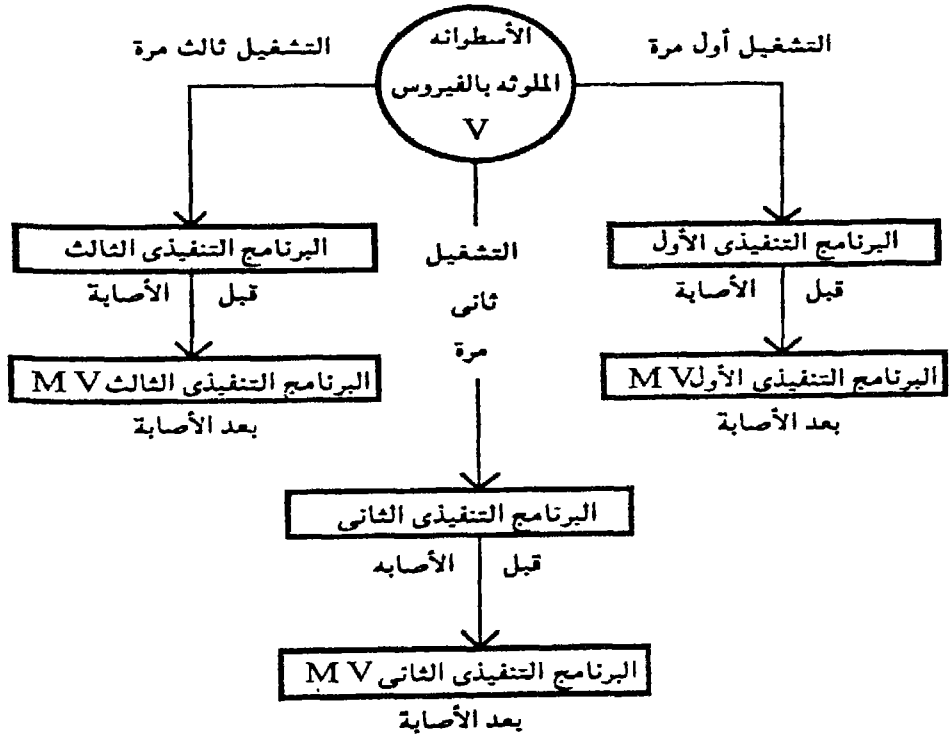 الأسطوانه
الملوثه بالفيروس
V
التشغيل أول مرة
البرنامج التنفيذى الأول
قبل الأصابة
البرنامج التنفيذى الأول M V
بعد الأصابة
التشغيل
ثانى
مرة
البرنامج التنفيذى الثانى
قبل الأصابه
البرنامج التنفيذى الثانى M V
بعد الأصابة
التشغيل ثالث مرة
البرنامج التنفيذى الثالث
قبل الأصابة
البرنامج التنفيذى الثالث M V
بعد الأصابة